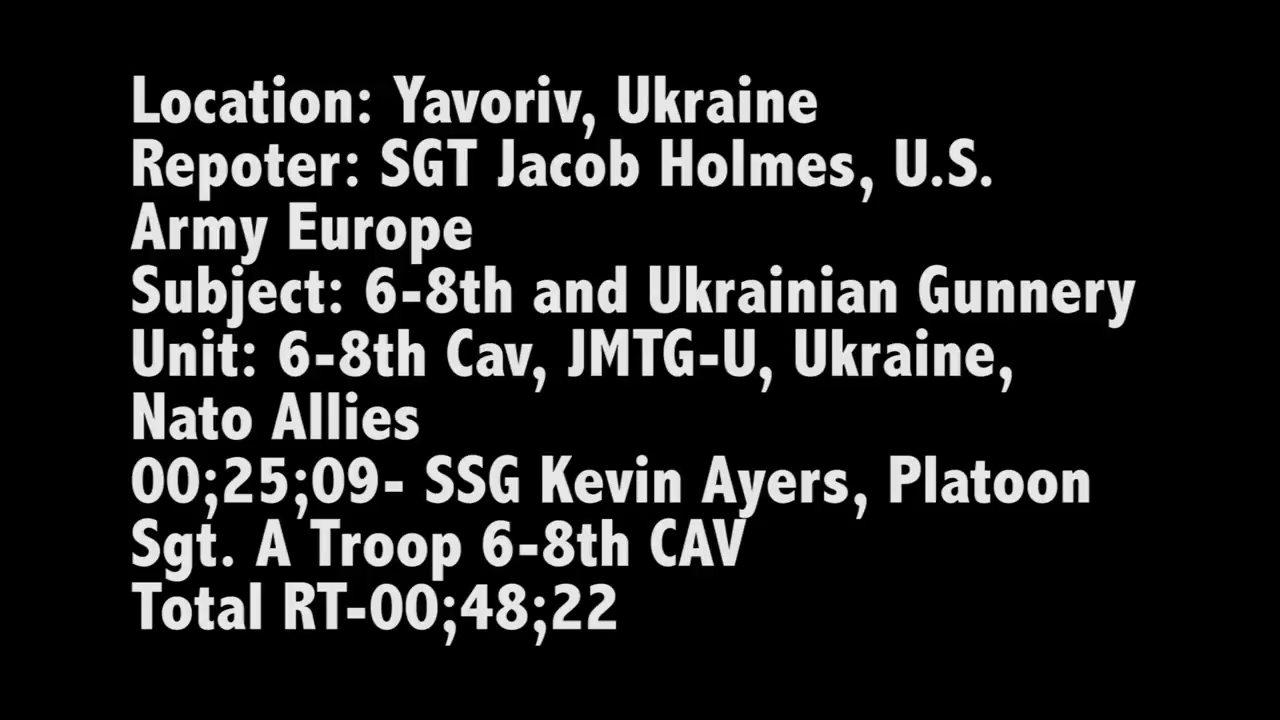 Location: Yavoriv, Ukraine
Repoter: SGT Jacob Holmes, U.S.
Army Europe
Subject: 6-8th and Ukrainian Gunnery
Unit: 6-8th Cav, JMTG-U, Ukraine,
Nato Allies
00;25;09- SSG Kevin Ayers, Platoon
Sgt. A Troop 6-8th CAV
Total RT-00;48;22